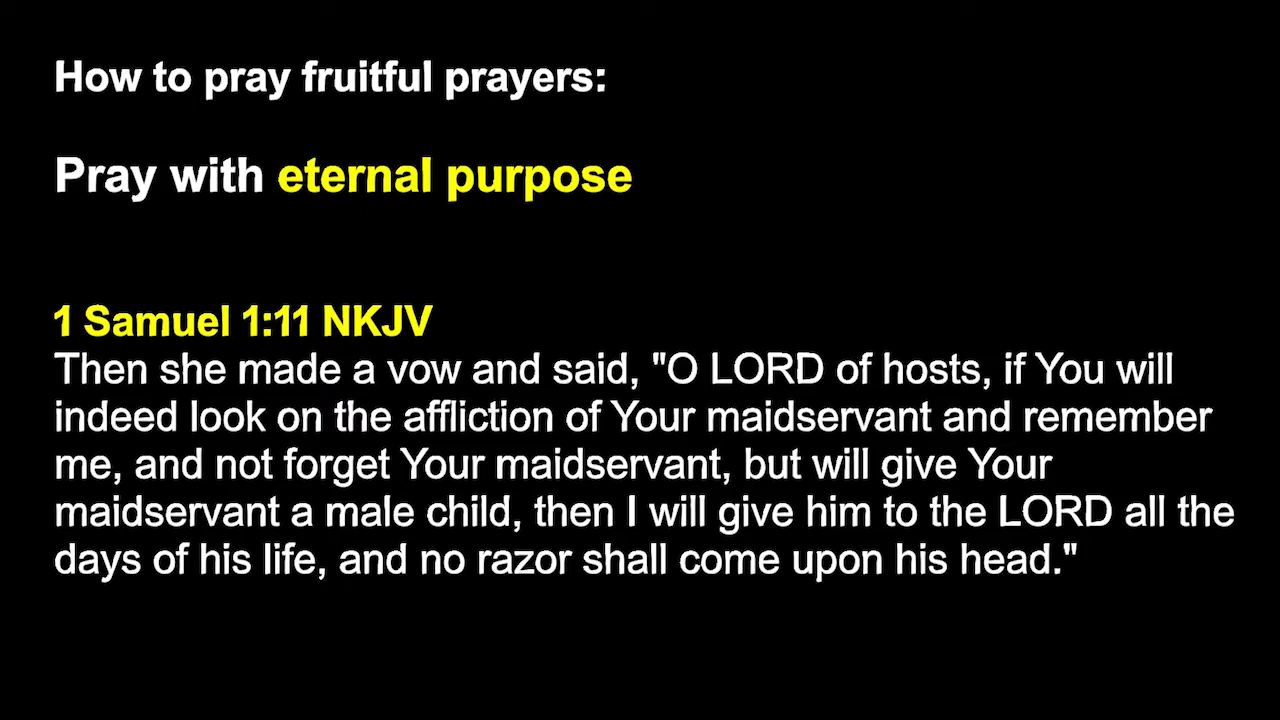 How to pray fruitful prayers:
Pray with eternal purpose
1 Samuel 1:11 NKJV
Then she made a vow and said, "O LORD of hosts, if You will
indeed look on the affliction of Your maidservant and remember
me, and not forget Your maidservant, but will give Your
maidservant a male child, then I will give him to the LORD all the
days of his life, and no razor shall come upon his head."